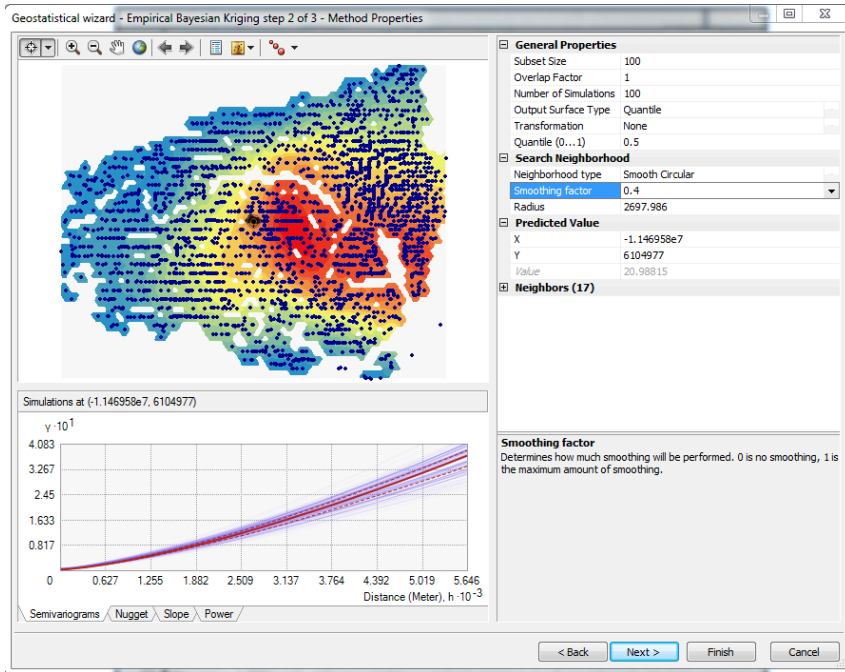 Geostatistical wizard - Empirical Bayesian Kriging step 2 of 3 - Method Properties
General Properties
Subset Size 100
Overlap Factor 1
Number of Simulations 100
Output Surface Type Quantile
Transformation None
Quantile (0...1) 0.5
Search Neighborhood
Neighborhood type Smooth Circular
Smoothing factor 0.4
Radius 2697.986
Predicted Value
X -1.146958e7
Y 6104977
Value 20.98815
Neighbors (17)
Simulations at (-1.146958e7, 6104977)
γ·10¹
4.083
3.267
2.45
1.633
0.817
0 0.627 1.255 1.882 2.509 3.137 3.764 4.392 5.019 5.646
Distance (Meter), h·10⁻³
Semivariograms Nugget Slope Power
Smoothing factor
Determines how much smoothing will be performed. 0 is no smoothing, 1 is
the maximum amount of smoothing.
< Back Next > Finish Cancel